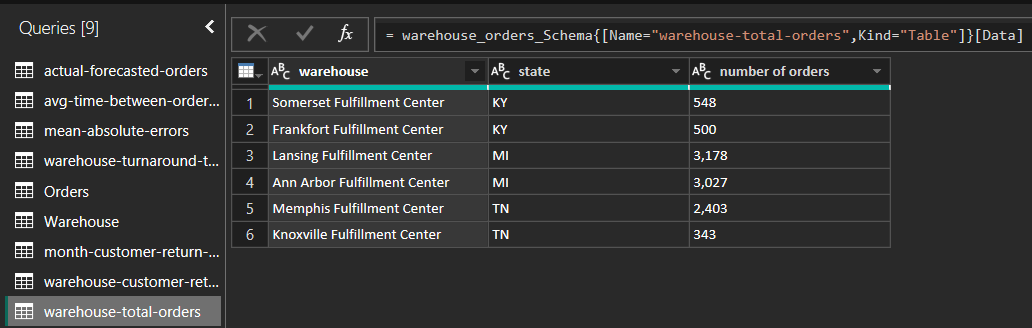 Queries [9]
actual-forecasted-orders
avg-time-between-order...
mean-absolute-errors
warehouse-turnaround-t...
Orders
Warehouse
month-customer-return-...
warehouse-customer-ret...
warehouse-total-orders
fx = warehouse_orders_Schema{[Name="warehouse-total-orders",Kind="Table"]}[Data]
ABC warehouse ABC state ABC number of orders
1 Somerset Fulfillment Center KY 548
2 Frankfort Fulfillment Center KY 500
3 Lansing Fulfillment Center MI 3,178
4 Ann Arbor Fulfillment Center MI 3,027
5 Memphis Fulfillment Center TN 2,403
6 Knoxville Fulfillment Center TN 343